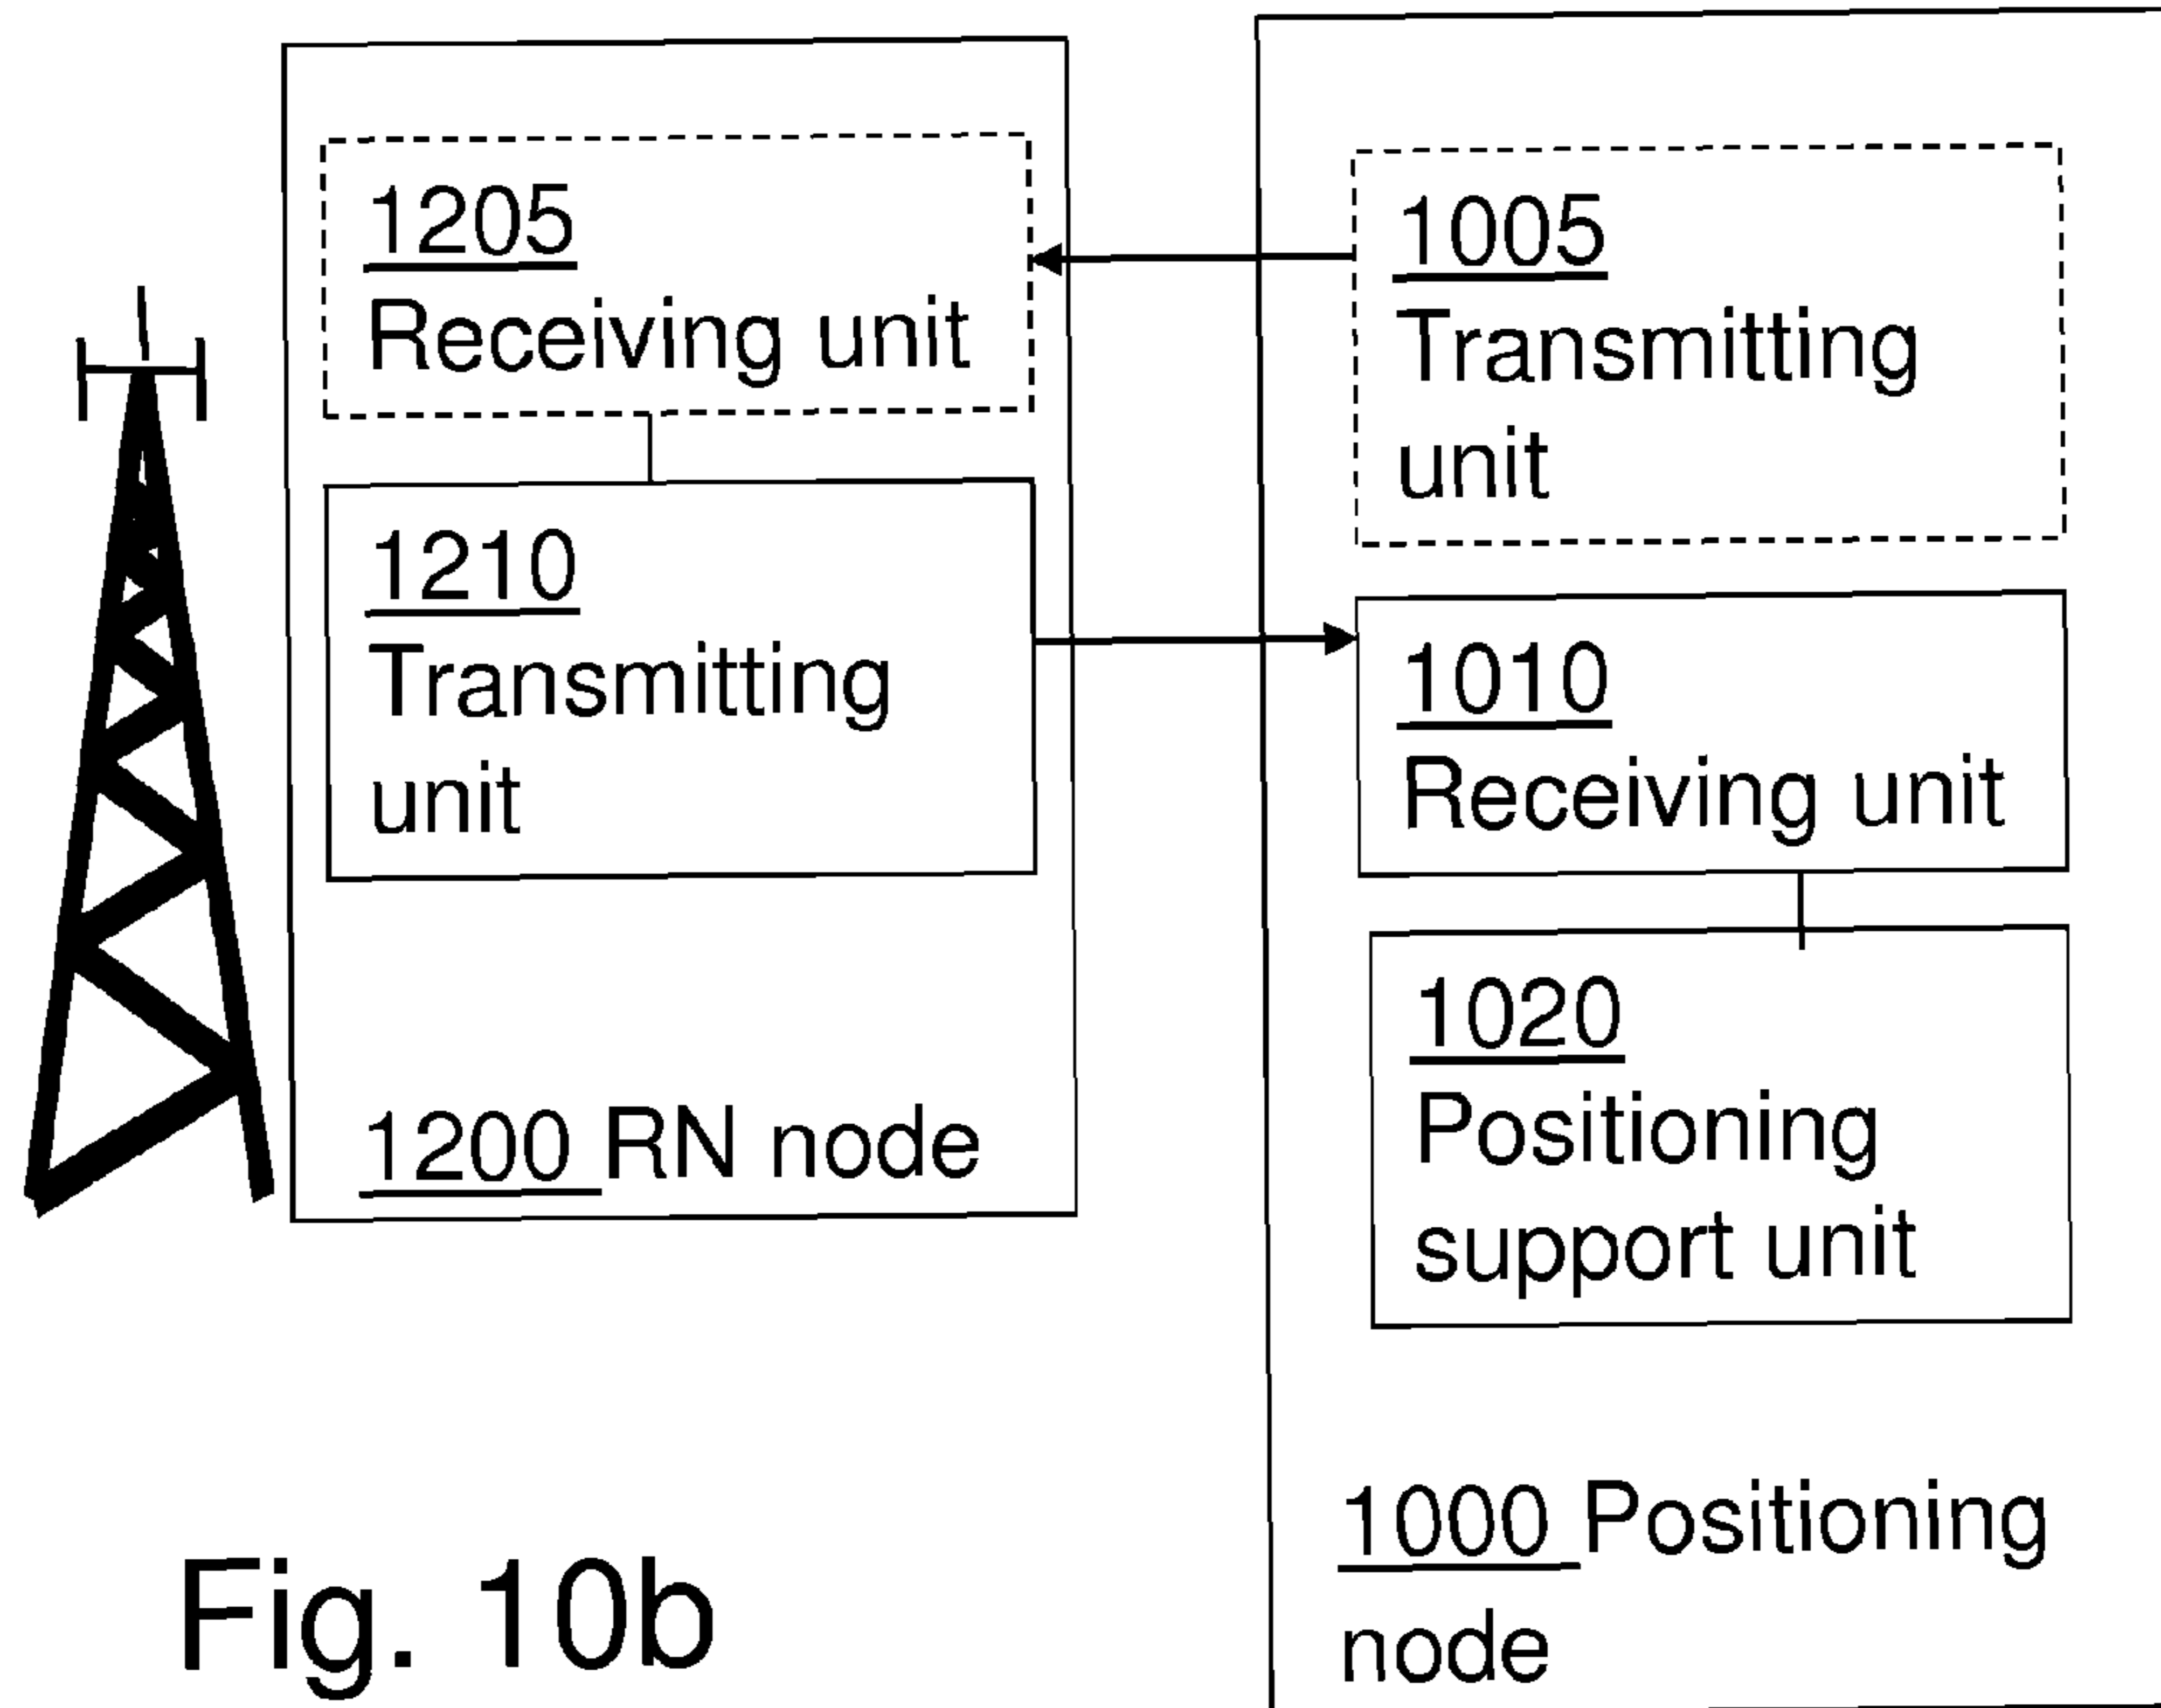 1205
Receiving unit
1210
Transmitting
unit
1200 RN node
1005
Transmitting
unit
1010
Receiving unit
1020
Positioning
support unit
1000 Positioning
node
Fig. 10b